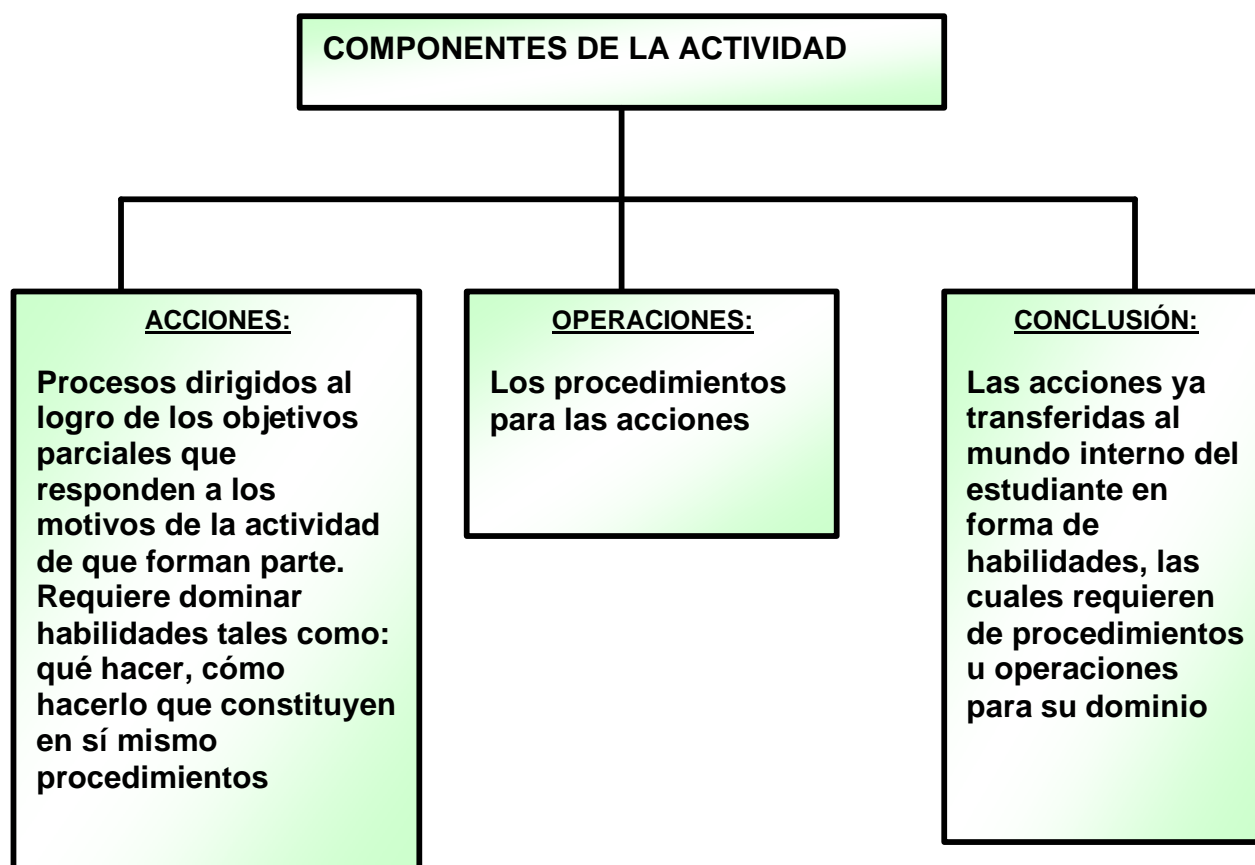 COMPONENTES DE LA ACTIVIDAD
ACCIONES:
Procesos dirigidos al
logro de los objetivos
parciales que
responden a los
motivos de la actividad
de que forman parte.
Requiere dominar
habilidades tales como:
qué hacer, cómo
hacerlo que constituyen
en sí mismo
procedimientos
OPERACIONES:
Los procedimientos
para las acciones
CONCLUSIÓN:
Las acciones ya
transferidas al
mundo interno del
estudiante en
forma de
habilidades, las
cuales requieren
de procedimientos
u operaciones
para su dominio